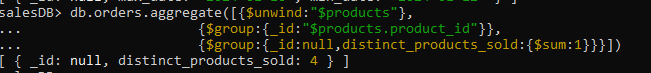 salesDB> db.orders.aggregate([{$unwind:"$products"},
... {$group:{_id:"$products.product_id"}},
... {$group:{_id:null,distinct_products_sold:{$sum:1}}}])
[ { _id: null, distinct_products_sold: 4 } ]